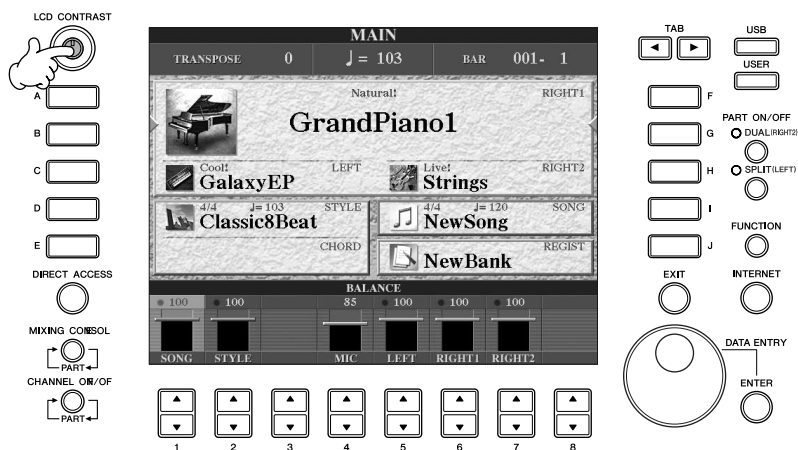 LCD CONTRAST
A
B
C
D
E
DIRECT ACCESS
MIXING CONSOL
PART
CHANNEL ON/OF
PART
MAIN
TRANSPOSE 0 ♩= 103 BAR 001- 1
Natural! RIGHT1
GrandPiano1
Cool! LEFT
GalaxyEP
Live! RIGHT2
Strings
4/4 ♩= 103 STYLE
Classic8Beat
CHORD
4/4 ♩= 120 SONG
NewSong
REGIST
NewBank
BALANCE
100 100 85 100 100 100
SONG STYLE MIC LEFT RIGHT1 RIGHT2
1 2 3 4 5 6 7 8
TAB
USB
USER
F
G
H
I
J
PART ON/OFF
DUAL(RIGHT2)
SPLIT(LEFT)
FUNCTION
EXIT
INTERNET
DATA ENTRY
ENTER